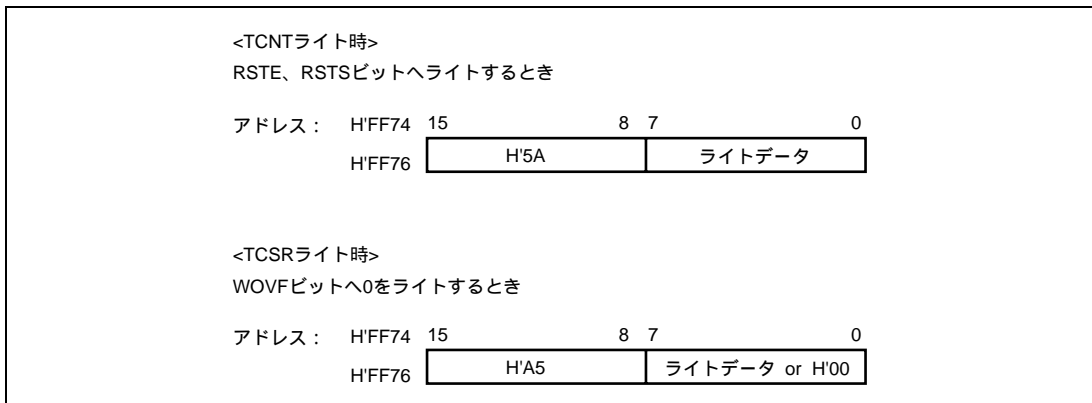 <TCNTライト時>
RSTE、RSTSビットへライトするとき
アドレス： H'FF74 15 8 7 0
H'FF76 H'5A ライトデータ
<TCSRライト時>
WOVFビットへ0をライトするとき
アドレス： H'FF74 15 8 7 0
H'FF76 H'A5 ライトデータ or H'00